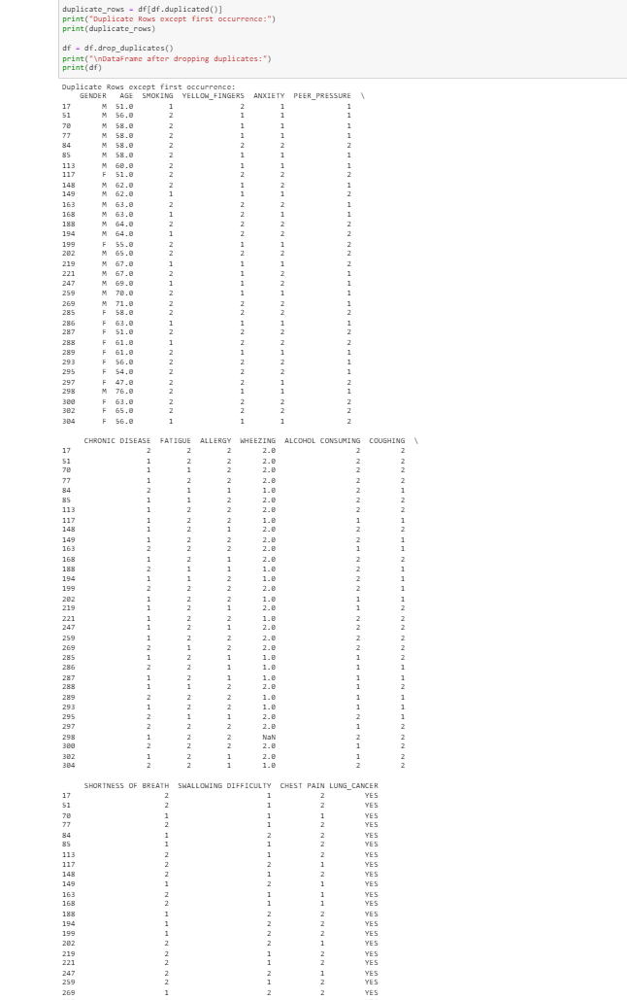 duplicate_rows = df[df.duplicated()]
print("Duplicate Rows except first occurrence:")
print(duplicate_rows)
df = df.drop_duplicates()
print("\nDataFrame after dropping duplicates:")
print(df)
Duplicate Rows except first occurrence:
GENDER AGE SMOKING YELLOW_FINGERS ANXIETY PEER_PRESSURE \
17 M 51.0 1 2 1 1
51 M 56.0 2 1 1 1
70 M 58.0 2 1 1 1
77 M 58.0 2 1 1 1
84 M 58.0 2 2 2 2
85 M 58.0 2 1 1 1
113 M 60.0 2 1 1 1
117 F 51.0 2 2 2 2
148 M 62.0 2 1 2 1
149 M 62.0 1 1 1 2
163 M 63.0 2 2 2 1
168 M 63.0 1 2 1 1
188 M 64.0 2 2 2 2
194 M 64.0 1 2 2 2
199 F 55.0 2 1 1 2
202 M 65.0 2 2 2 2
219 M 67.0 1 1 1 2
221 M 67.0 2 1 2 1
247 M 69.0 1 1 2 2
259 M 70.0 2 1 1 1
269 M 71.0 2 2 2 1
285 F 58.0 2 2 2 2
286 F 63.0 1 1 1 1
287 F 51.0 2 2 2 2
288 F 61.0 1 2 2 2
289 F 61.0 2 1 1 1
293 F 56.0 2 2 2 1
295 F 54.0 2 2 2 1
297 F 47.0 2 2 1 2
298 M 76.0 2 1 1 1
300 F 63.0 2 2 2 2
302 F 65.0 2 2 2 2
304 F 56.0 1 1 1 2
CHRONIC DISEASE FATIGUE ALLERGY WHEEZING ALCOHOL CONSUMING COUGHING \
17 2 2 2 2.0 2 2
51 1 2 2 2.0 2 2
70 1 1 2 2.0 2 2
77 1 2 2 2.0 2 2
84 2 1 1 1.0 2 1
85 1 1 2 2.0 2 2
113 1 2 2 2.0 2 2
117 1 2 2 1.0 1 1
148 1 2 1 2.0 2 2
149 1 2 2 2.0 2 1
163 2 2 2 2.0 1 1
168 1 2 1 2.0 2 2
188 2 1 1 1.0 2 1
194 1 1 2 1.0 1 1
199 2 2 2 2.0 2 1
202 1 2 2 1.0 1 1
219 1 2 1 2.0 1 2
221 1 2 2 1.0 2 2
247 1 2 1 2.0 2 2
259 1 2 2 2.0 2 2
269 2 1 2 2.0 2 2
285 1 2 1 1.0 1 2
286 2 2 1 1.0 1 1
287 1 2 1 1.0 1 1
288 1 1 2 2.0 1 2
289 2 2 2 1.0 1 1
293 1 2 2 1.0 1 1
295 2 1 1 2.0 2 1
297 2 2 2 2.0 1 2
298 1 2 2 NaN 2 2
300 2 2 2 2.0 1 2
302 1 2 1 2.0 1 2
304 2 2 1 1.0 2 2
SHORTNESS OF BREATH SWALLOWING DIFFICULTY CHEST PAIN LUNG_CANCER
17 2 1 2 YES
51 2 1 2 YES
70 1 1 1 YES
77 2 1 2 YES
84 1 2 2 YES
85 1 1 1 YES
113 2 1 2 YES
117 2 2 1 YES
148 2 1 2 YES
149 1 2 1 YES
163 2 1 1 YES
168 2 1 1 YES
188 1 2 2 YES
194 1 2 2 YES
199 1 2 2 YES
202 2 2 1 YES
219 2 1 2 YES
221 2 1 2 YES
247 2 2 1 YES
259 2 1 2 YES
269 1 2 2 YES